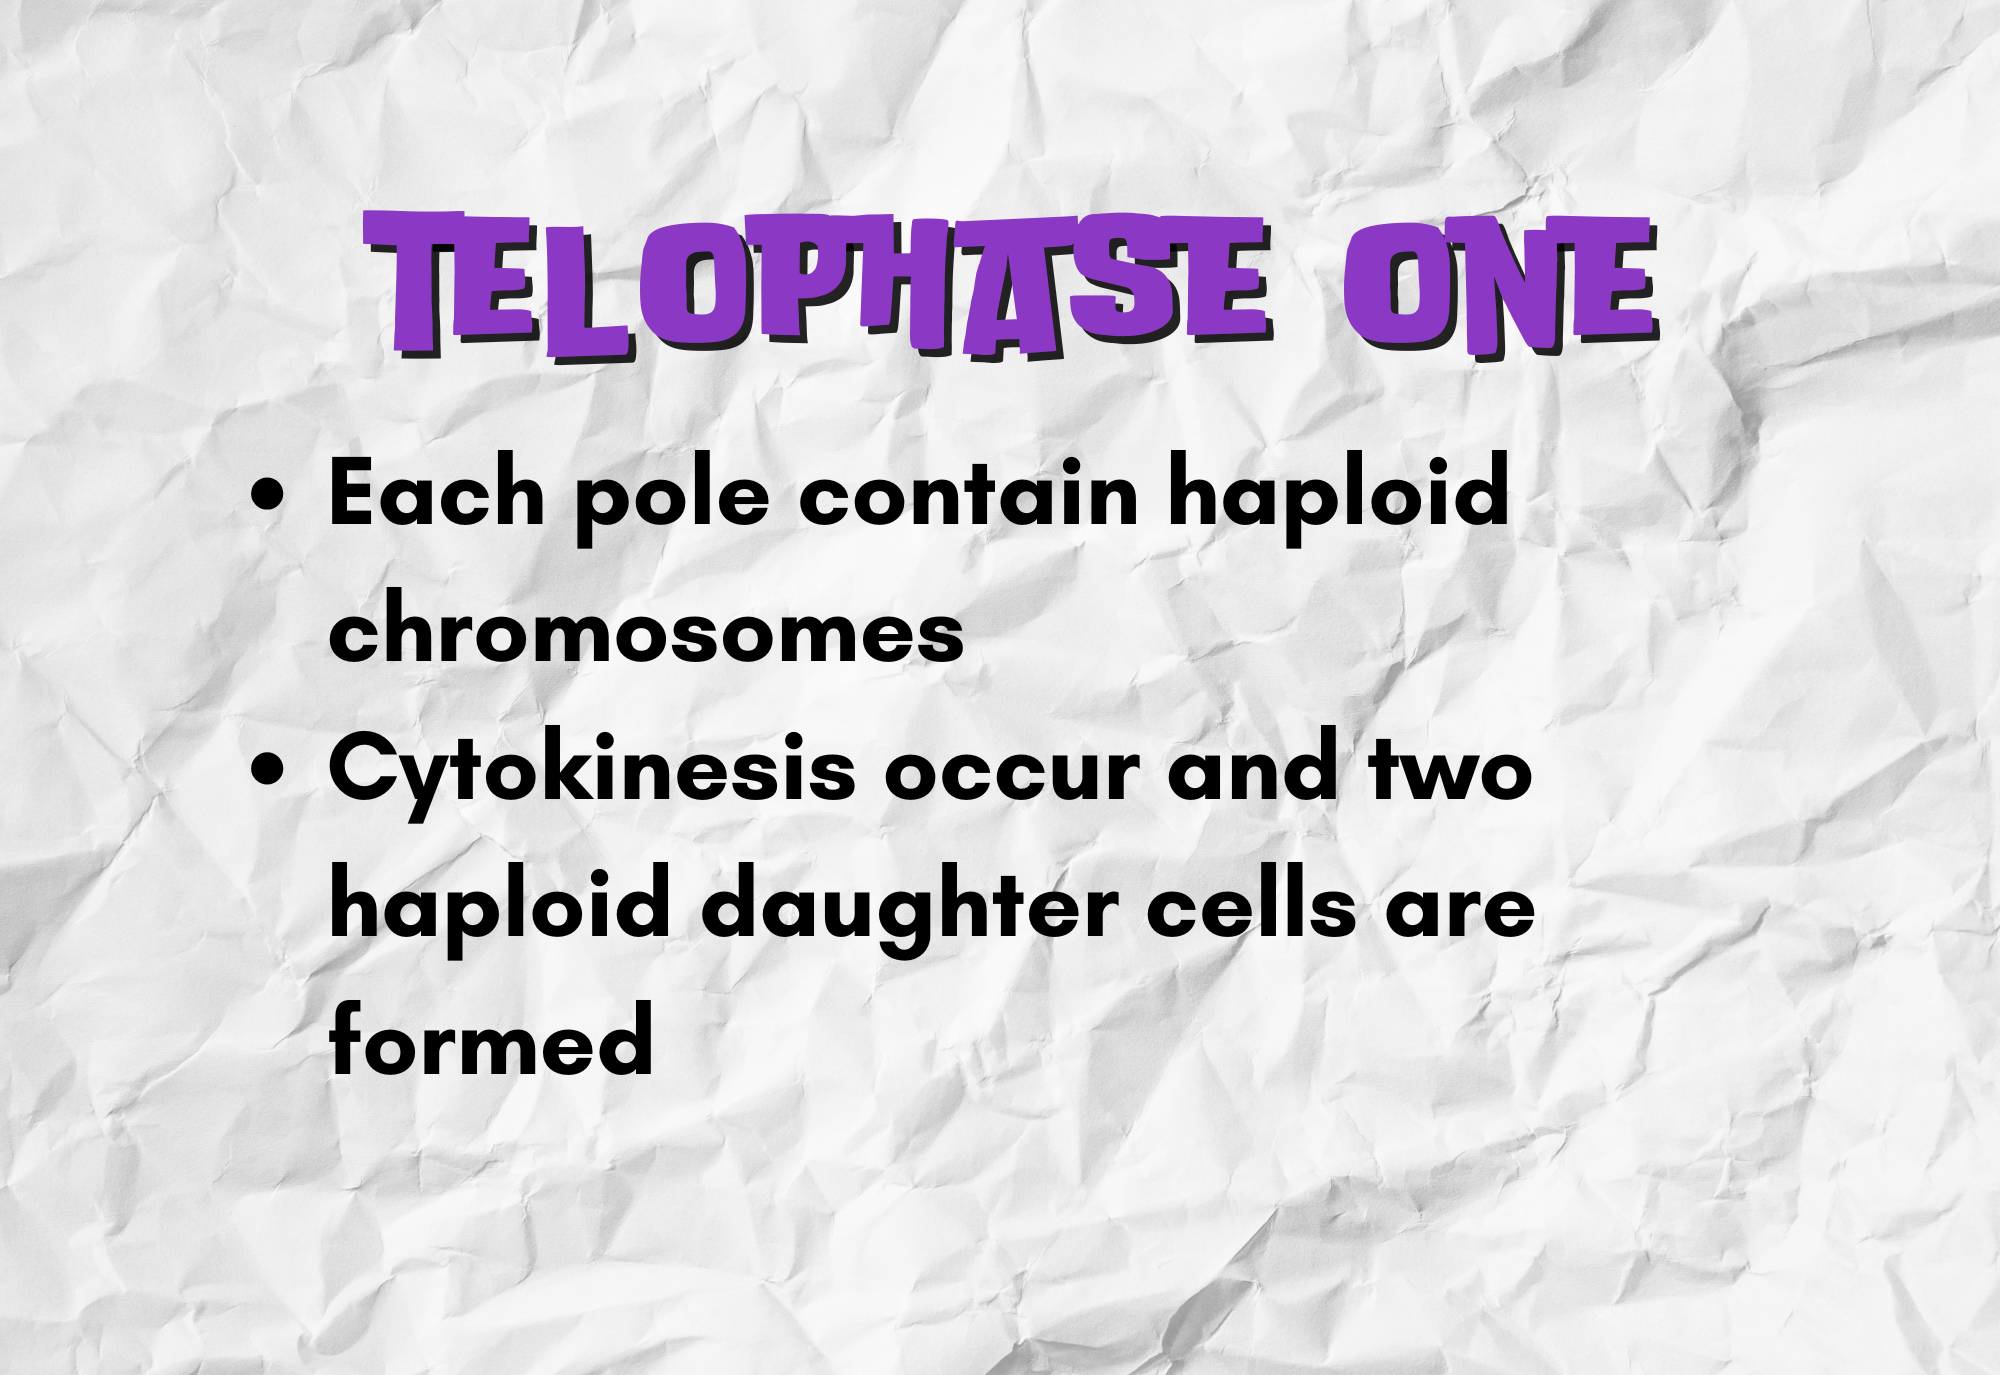 TELOPHASE ONE
• Each pole contain haploid
chromosomes
• Cytokinesis occur and two
haploid daughter cells are
formed